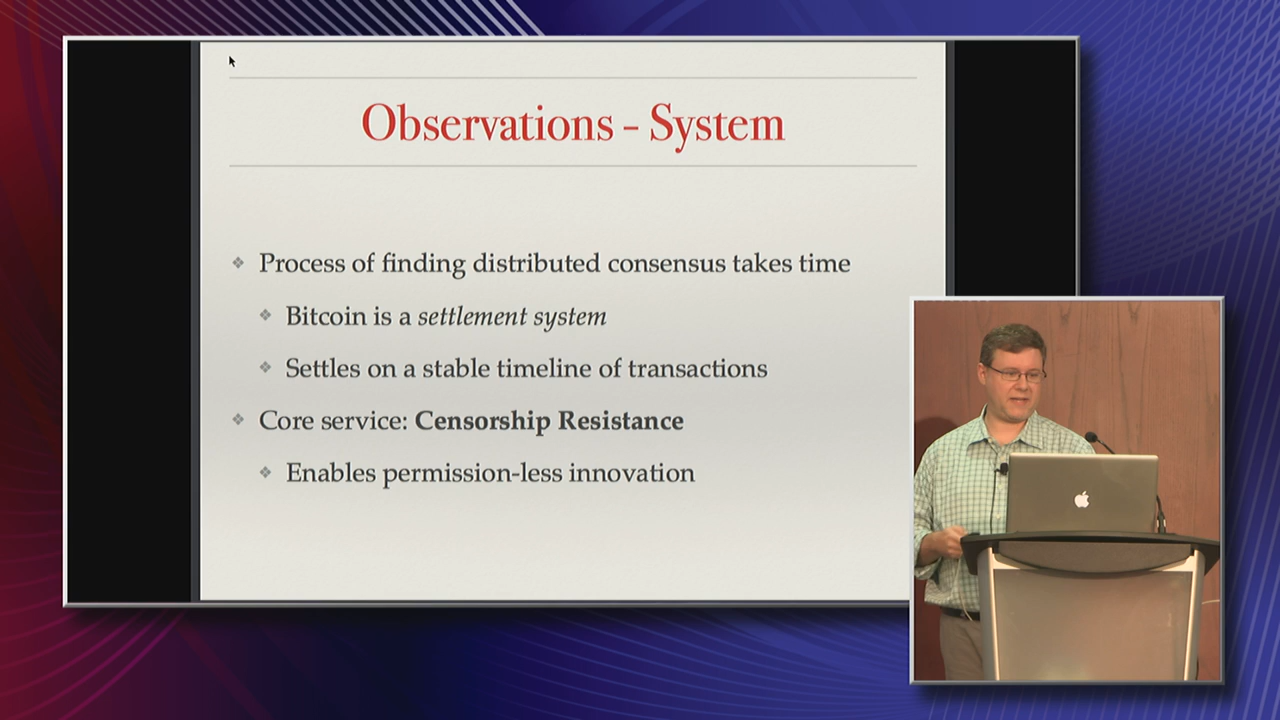 Observations – System
Process of finding distributed consensus takes time
Bitcoin is a settlement system
Settles on a stable timeline of transactions
Core service: Censorship Resistance
Enables permission-less innovation